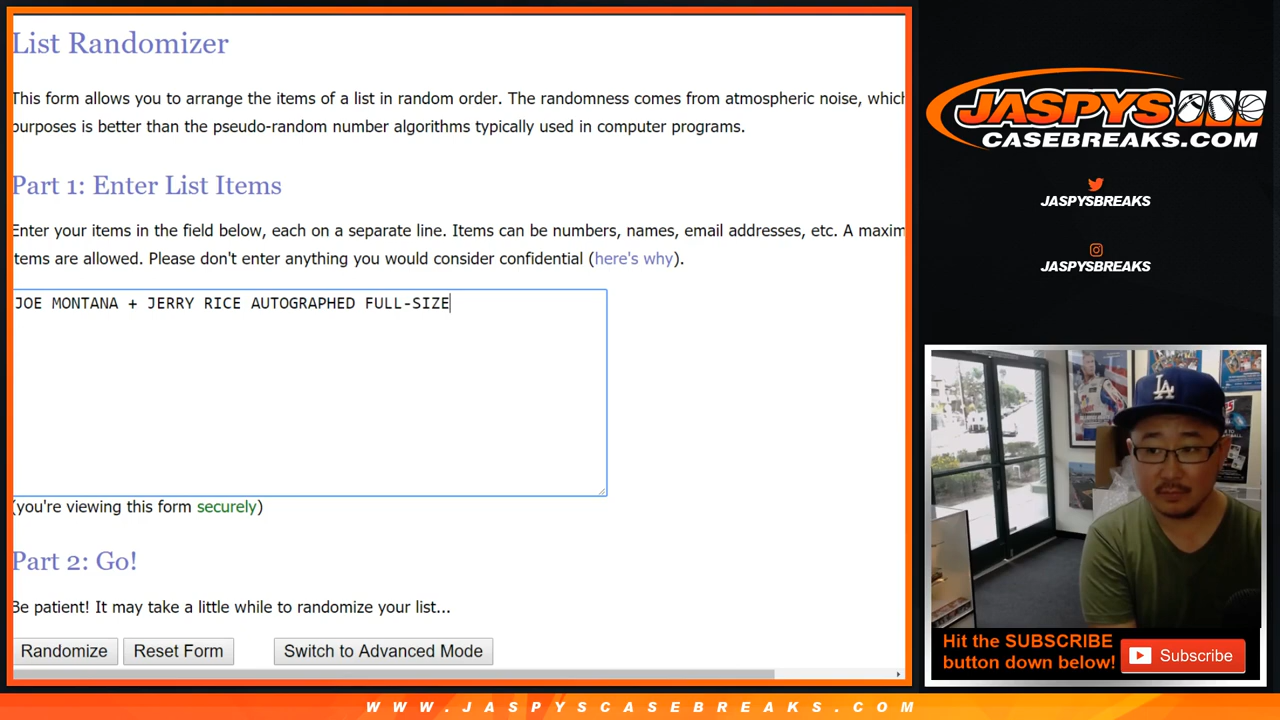 List Randomizer
This form allows you to arrange the items of a list in random order. The randomness comes from atmospheric noise, which
purposes is better than the pseudo-random number algorithms typically used in computer programs.
Part 1: Enter List Items
Enter your items in the field below, each on a separate line. Items can be numbers, names, email addresses, etc. A maxim
items are allowed. Please don't enter anything you would consider confidential (here's why).
JOE MONTANA + JERRY RICE AUTOGRAPHED FULL-SIZE
(you're viewing this form securely)
Part 2: Go!
Be patient! It may take a little while to randomize your list...
Randomize
Reset Form
Switch to Advanced Mode
JASPYS
CASEBREAKS.COM
JASPYSBREAKS
JASPYSBREAKS
LA
Hit the SUBSCRIBE
button down below!
Subscribe
WWW.JASPYSCASEBREAKS.COM